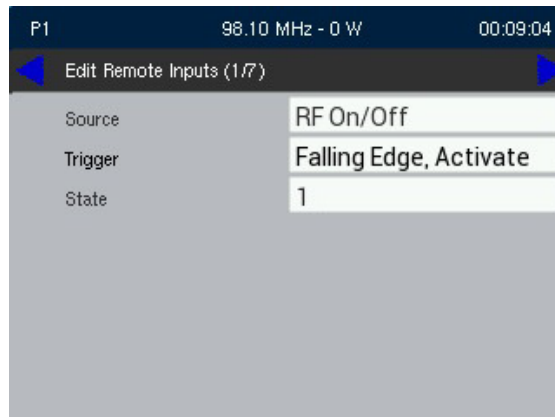 P1 98.10 MHz - 0 W 00:09:04
Edit Remote Inputs (1/7)
Source RF On/Off
Trigger Falling Edge, Activate
State 1